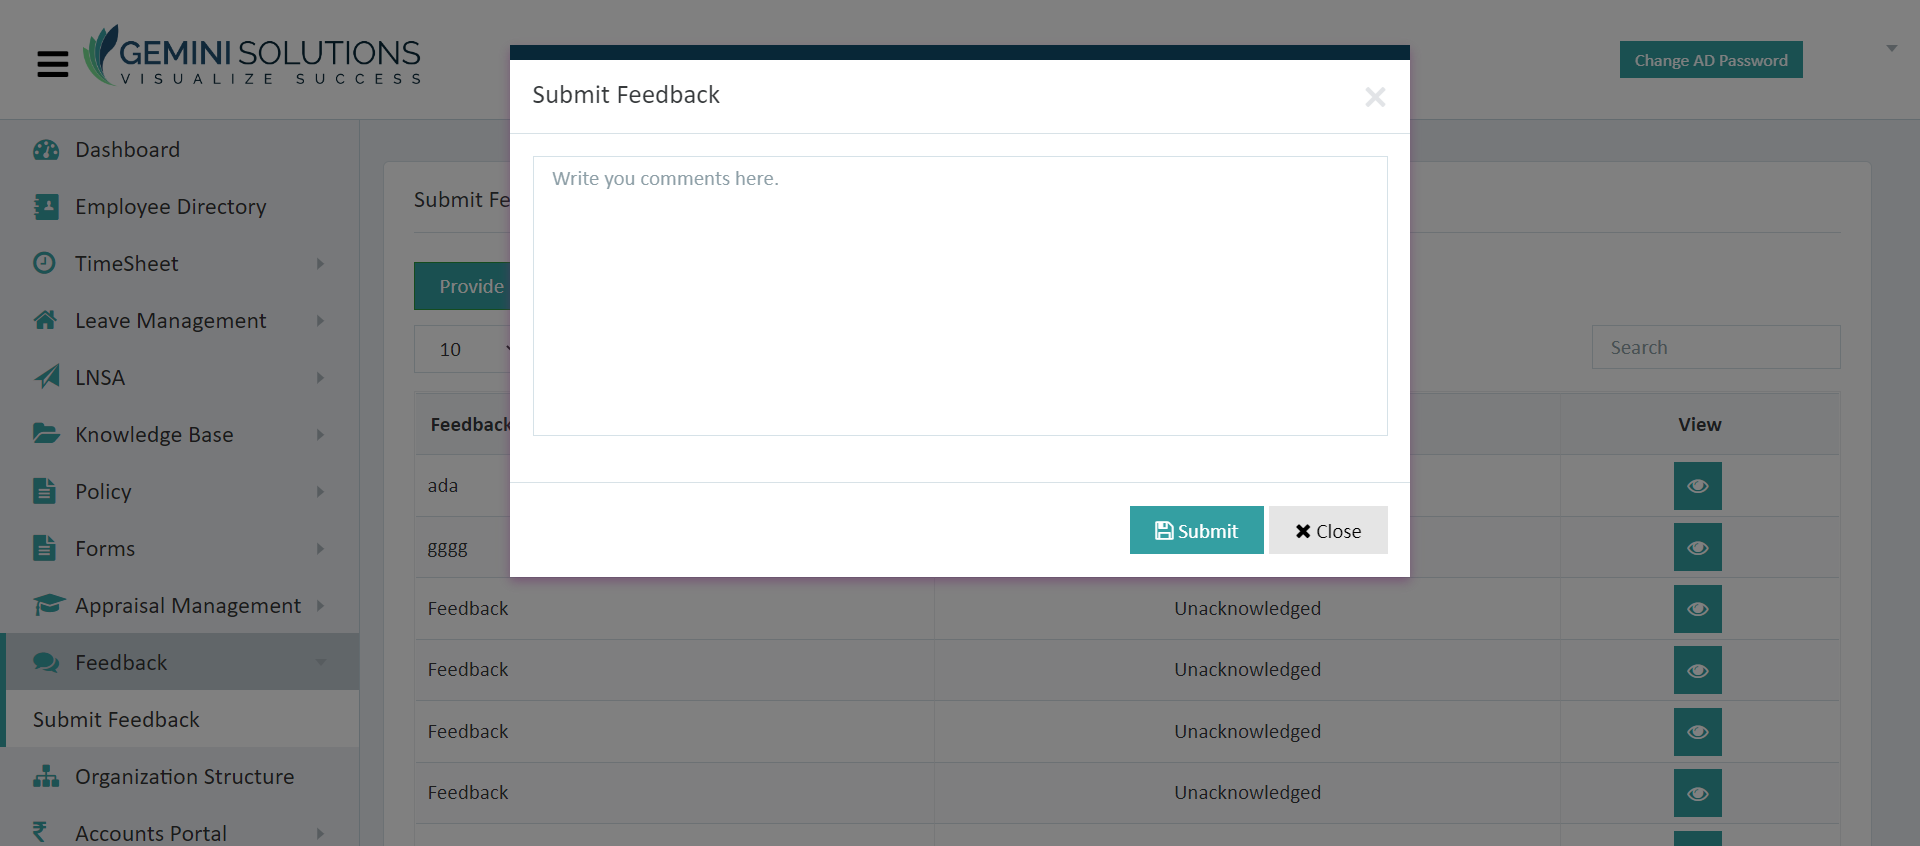 GEMINI SOLUTIONS
VISUALIZE SUCCESS
Change AD Password
Dashboard
Employee Directory
TimeSheet
Leave Management
LNSA
Knowledge Base
Policy
Forms
Appraisal Management
Feedback
Submit Feedback
Organization Structure
Accounts Portal
Submit Fe
Provide
10
Search
Feedback
View
ada
gggg
Feedback Unacknowledged
Feedback Unacknowledged
Feedback Unacknowledged
Feedback Unacknowledged
Submit Feedback
Write you comments here.
Submit
Close